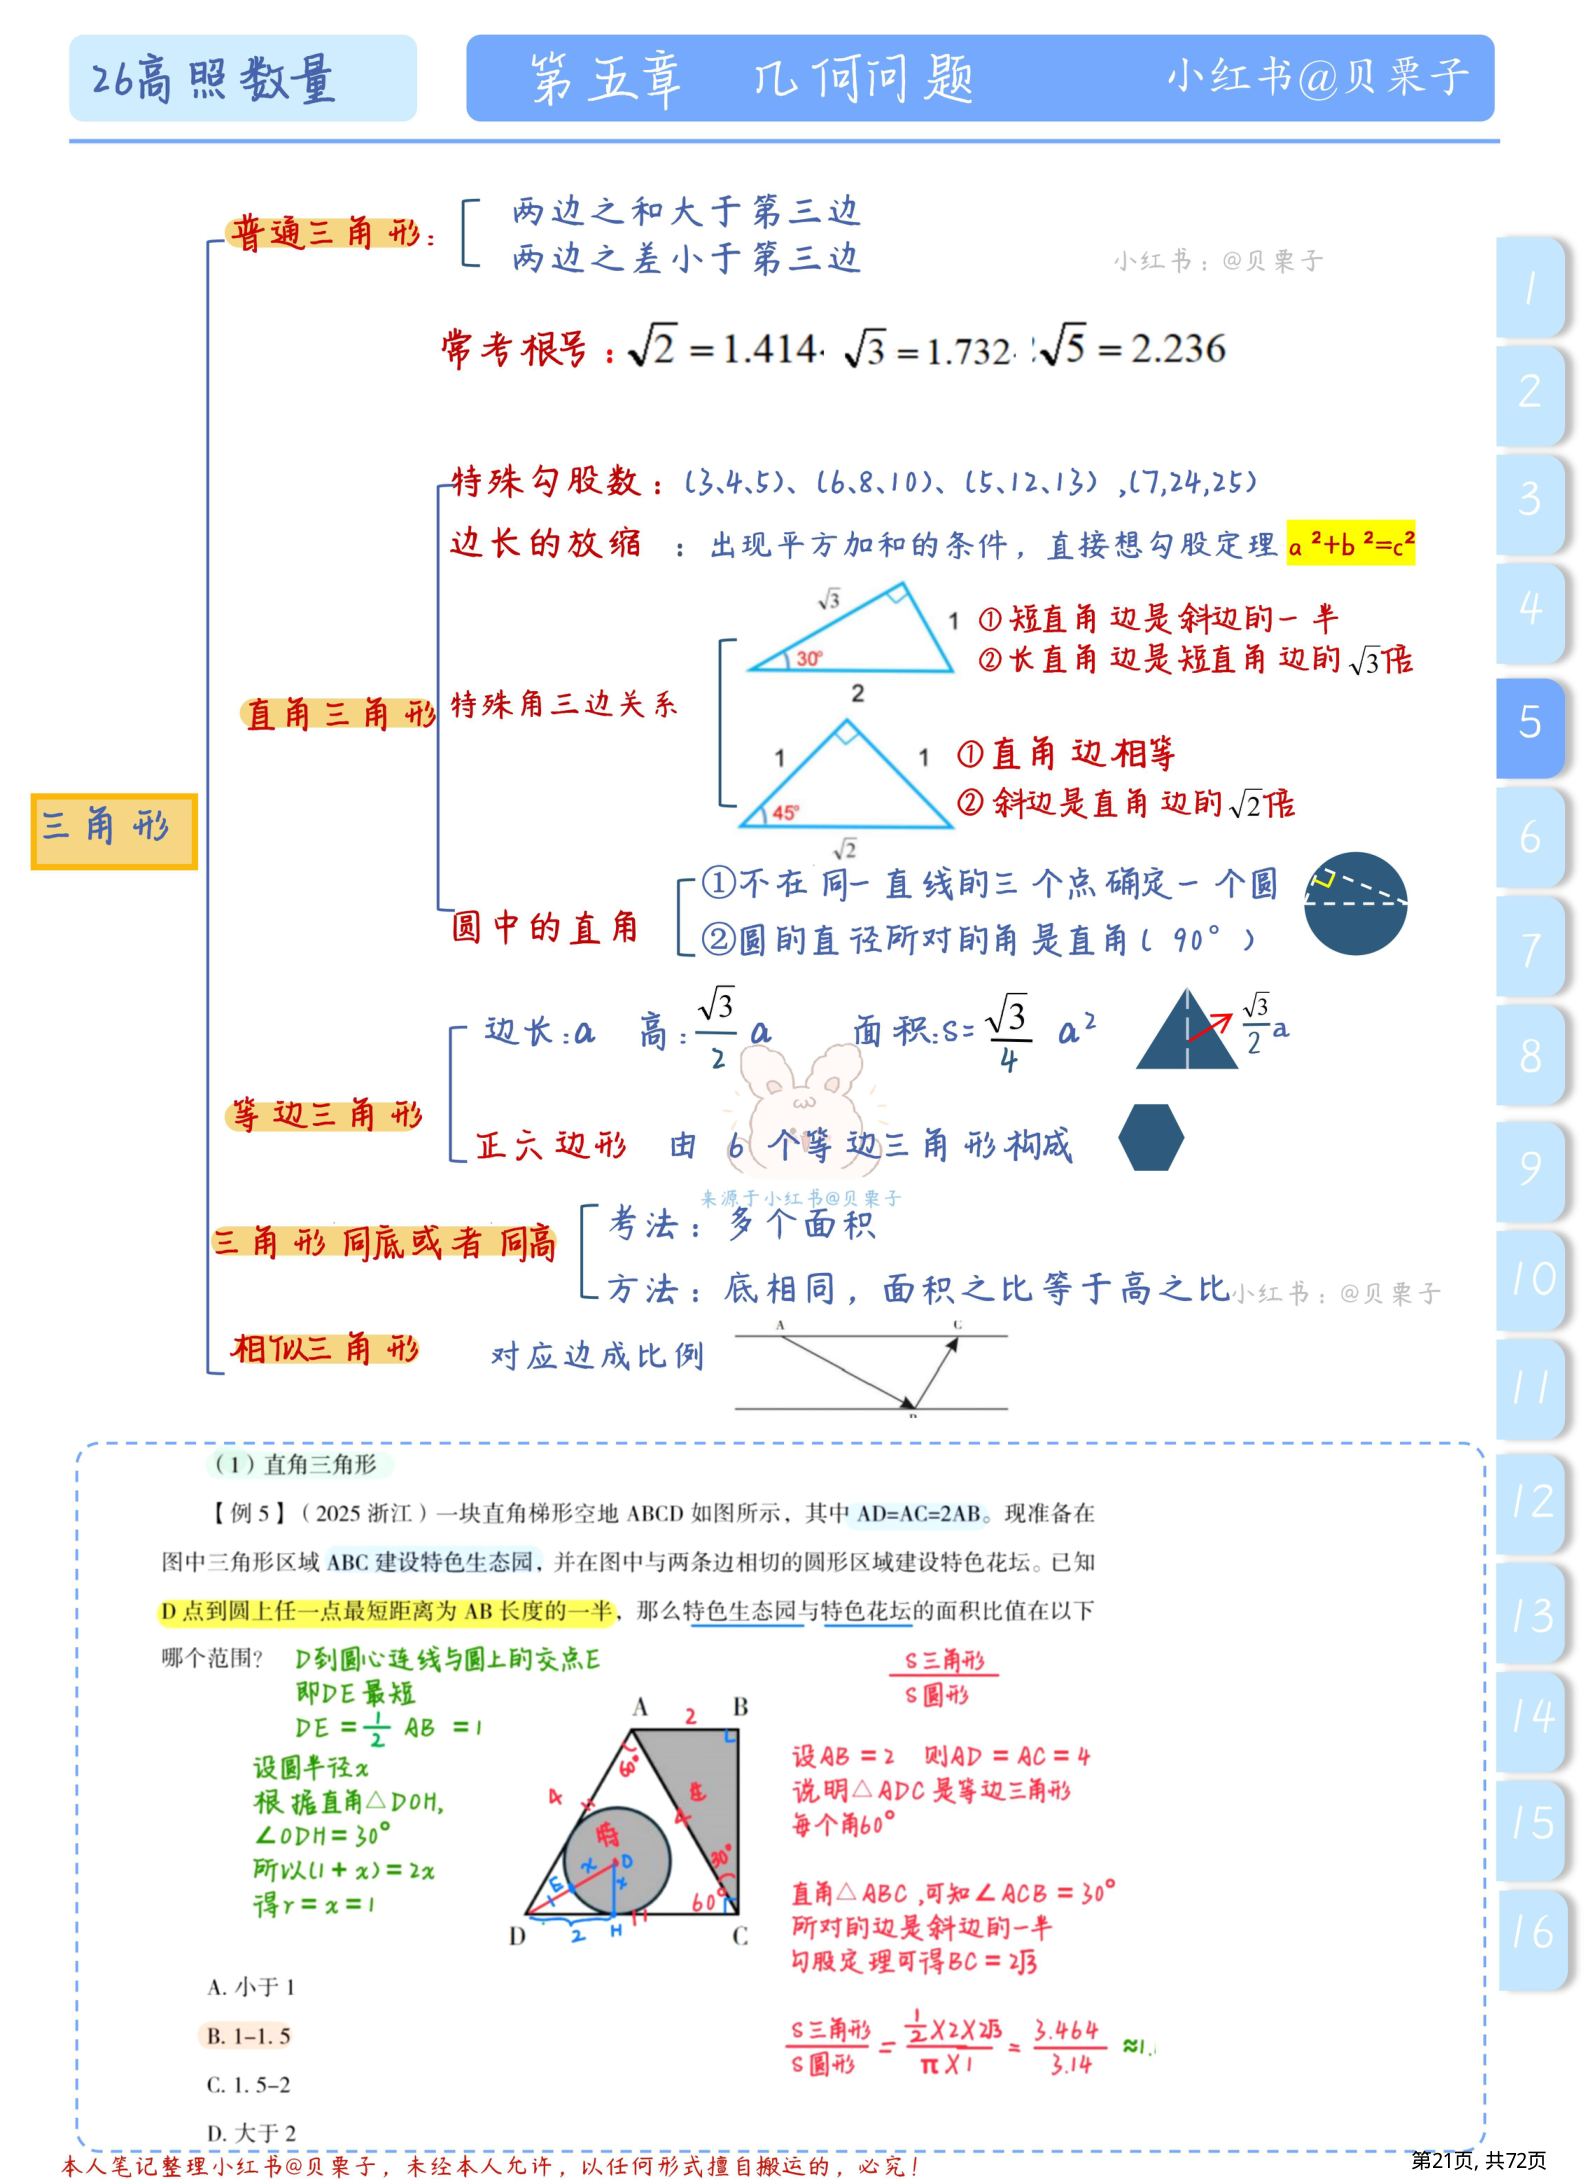 26高照数量
第五章 几何问题 小红书@贝栗子
普通三角形:
两边之和大于第三边
两边之差小于第三边
小红书：@贝栗子
常考根号：√2 = 1.414 √3 = 1.732 √5 = 2.236
特殊勾股数：(3、4、5)、(6、8、10)、(5、12、13) ,(7,24,25)
边长的放缩 ：出现平方加和的条件，直接想勾股定理 a²+b²=c²
√3 1 30° 2
①短直角边是斜边的一半
②长直角边是短直角边的√3倍
直角三角形
特殊角三边关系
1 1 45° √2
①直角边相等
②斜边是直角边的√2倍
三角形
圆中的直角
①不在同一直线的三个点确定一个圆
②圆的直径所对的角是直角(90°)
等边三角形
边长:a 高:√3/2 a 面积:S=√3/4 a² √3/2 a
正六边形 由6个等边三角形构成
来源于小红书@贝栗子
三角形同底或者同高
考法：多个面积
方法：底相同，面积之比等于高之比
小红书：@贝栗子
相似三角形 对应边成比例
A C
(1)直角三角形
【例5】(2025浙江)一块直角梯形空地 ABCD 如图所示，其中 AD=AC=2AB。现准备在
图中三角形区域 ABC 建设特色生态园，并在图中与两条边相切的圆形区域建设特色花坛。已知
D 点到圆上任一点最短距离为 AB 长度的一半，那么特色生态园与特色花坛的面积比值在以下
哪个范围?
D到圆心连线与圆上的交点E
即DE最短
DE = 1/2 AB = 1
设圆半径x
根据直角△DOH,
∠ODH = 30°
所以(1 + x) = 2x
得r = x = 1
A B
2
60°
4
生
4
特
30°
x O
E x
1
60°
D 2 H C
S三角形
S圆形
设AB = 2 则AD = AC = 4
说明△ADC是等边三角形
每个角60°
直角△ABC,可知∠ACB = 30°
所对的边是斜边的一半
勾股定理可得BC = 2√3
S三角形/S圆形 = 1/2X2X2√3/πX1 = 3.464/3.14 ≈1.
A. 小于 1
B. 1-1.5
C. 1.5-2
D. 大于 2
1
2
3
4
5
6
7
8
9
10
11
12
13
14
15
16
本人笔记整理小红书@贝栗子，未经本人允许，以任何形式擅自搬运的，必究！
第21页, 共72页